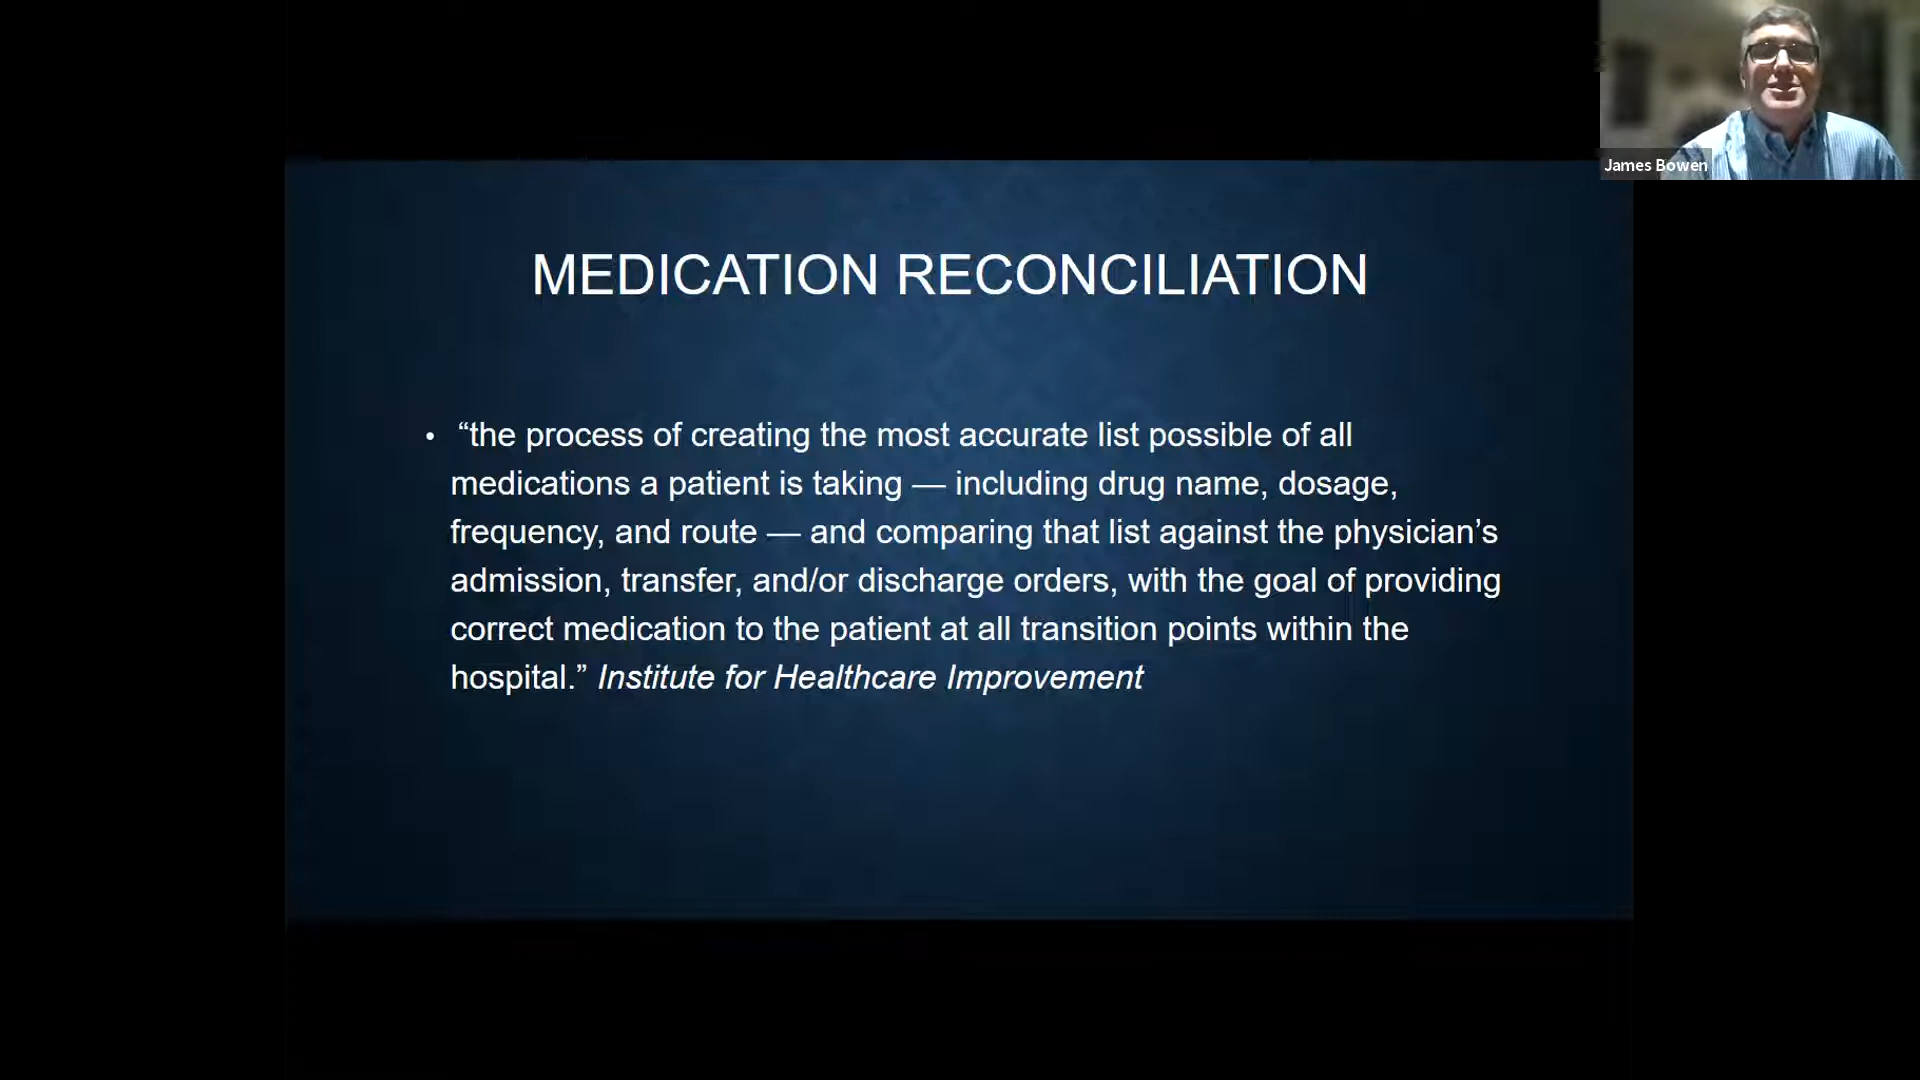 James Bowen
MEDICATION RECONCILIATION
• “the process of creating the most accurate list possible of all
medications a patient is taking — including drug name, dosage,
frequency, and route — and comparing that list against the physician’s
admission, transfer, and/or discharge orders, with the goal of providing
correct medication to the patient at all transition points within the
hospital.” Institute for Healthcare Improvement